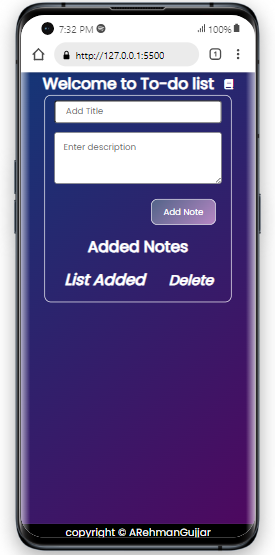 7:32 PM 100%
http://127.0.0.1:5500 1
Welcome to To-do list
Add Title
Enter description
Add Note
Added Notes
List Added Delete
copyright © ARehmanGujjar